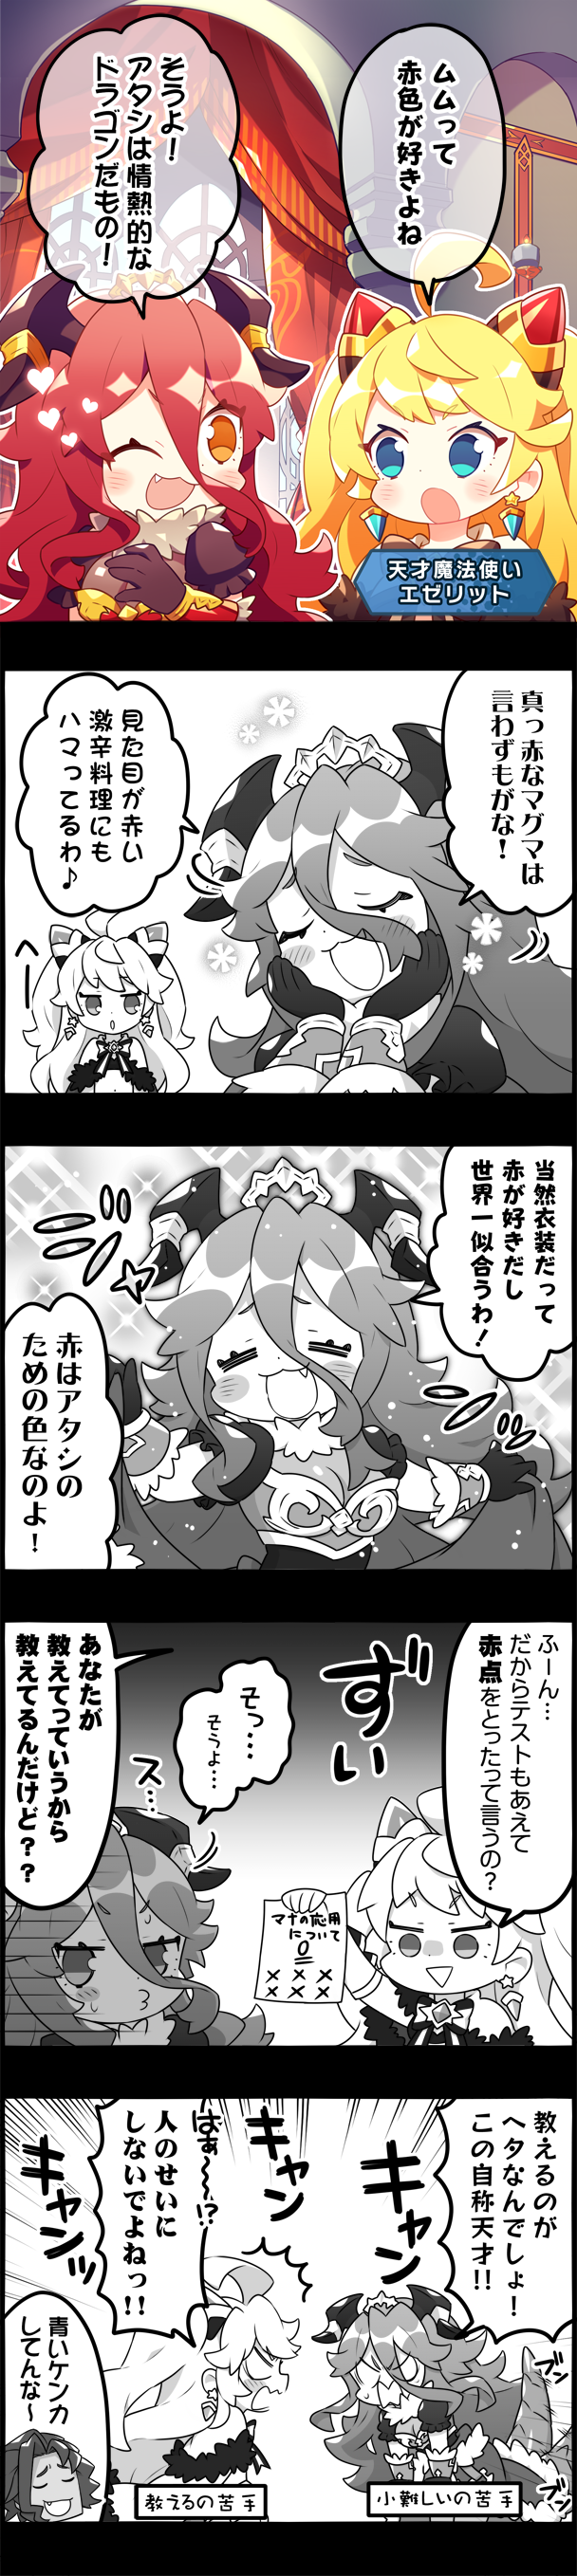 ムムって
赤色が好きよね
そうよ！
アタシは情熱的な
ドラゴンだもの！
天才魔法使い
エゼリット
真っ赤なマグマは
言わずもがな！
見た目が赤い
激辛料理にも
ハマってるわ♪
へー
当然衣装だって
赤が好きだし
世界一似合うわ！
赤はアタシの
ための色なのよ！
ふーん…
だからテストもあえて
赤点をとったって言うの？
ずい
マナの応用
について
0
×××
×××
そっ…
そうよ…
ス…
あなたが
教えてっていうから
教えてるんだけど？？
教えるのが
ヘタなんでしょ！
この自称天才!!
キャン
キャン
はぁ〜〜!?
人のせいに
しないでよねっ!!
キャンッ
ブン
ブン
小難しいの苦手
教えるの苦手
青いケンカ
してんな〜